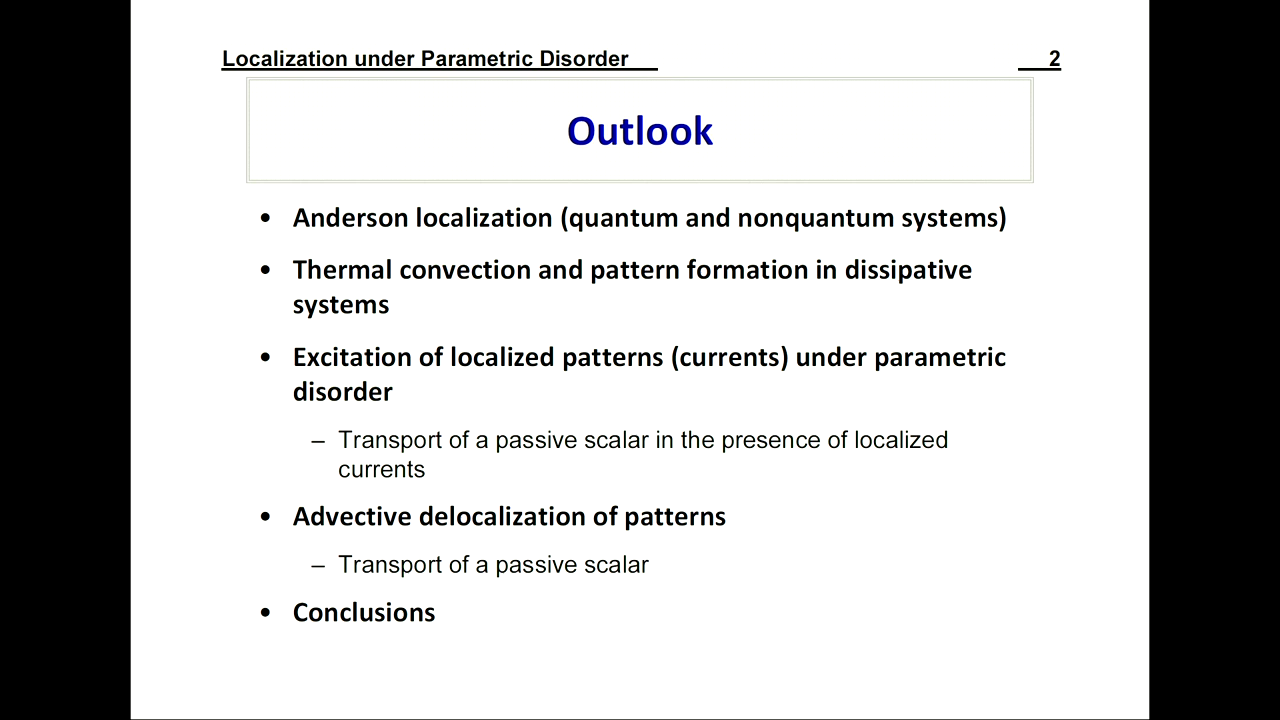 Localization under Parametric Disorder 2
Outlook
• Anderson localization (quantum and nonquantum systems)
• Thermal convection and pattern formation in dissipative
systems
• Excitation of localized patterns (currents) under parametric
disorder
– Transport of a passive scalar in the presence of localized
currents
• Advective delocalization of patterns
– Transport of a passive scalar
• Conclusions